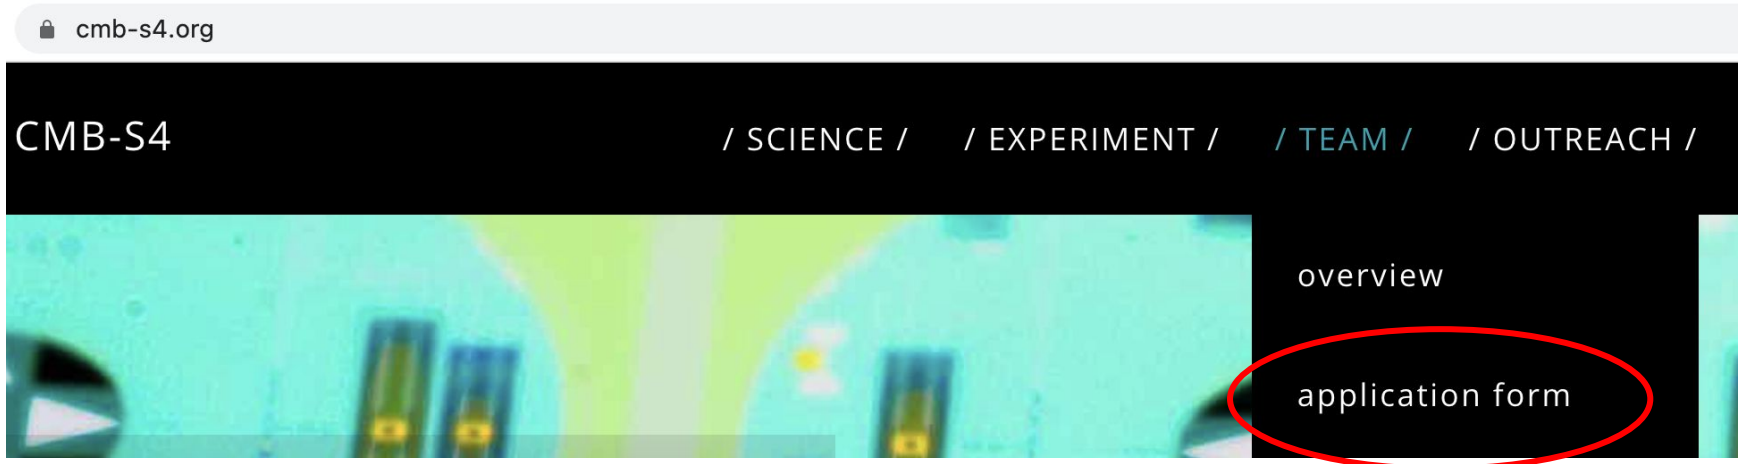 cmb-s4.org
CMB-S4 / SCIENCE / / EXPERIMENT / / TEAM / / OUTREACH /
overview
application form